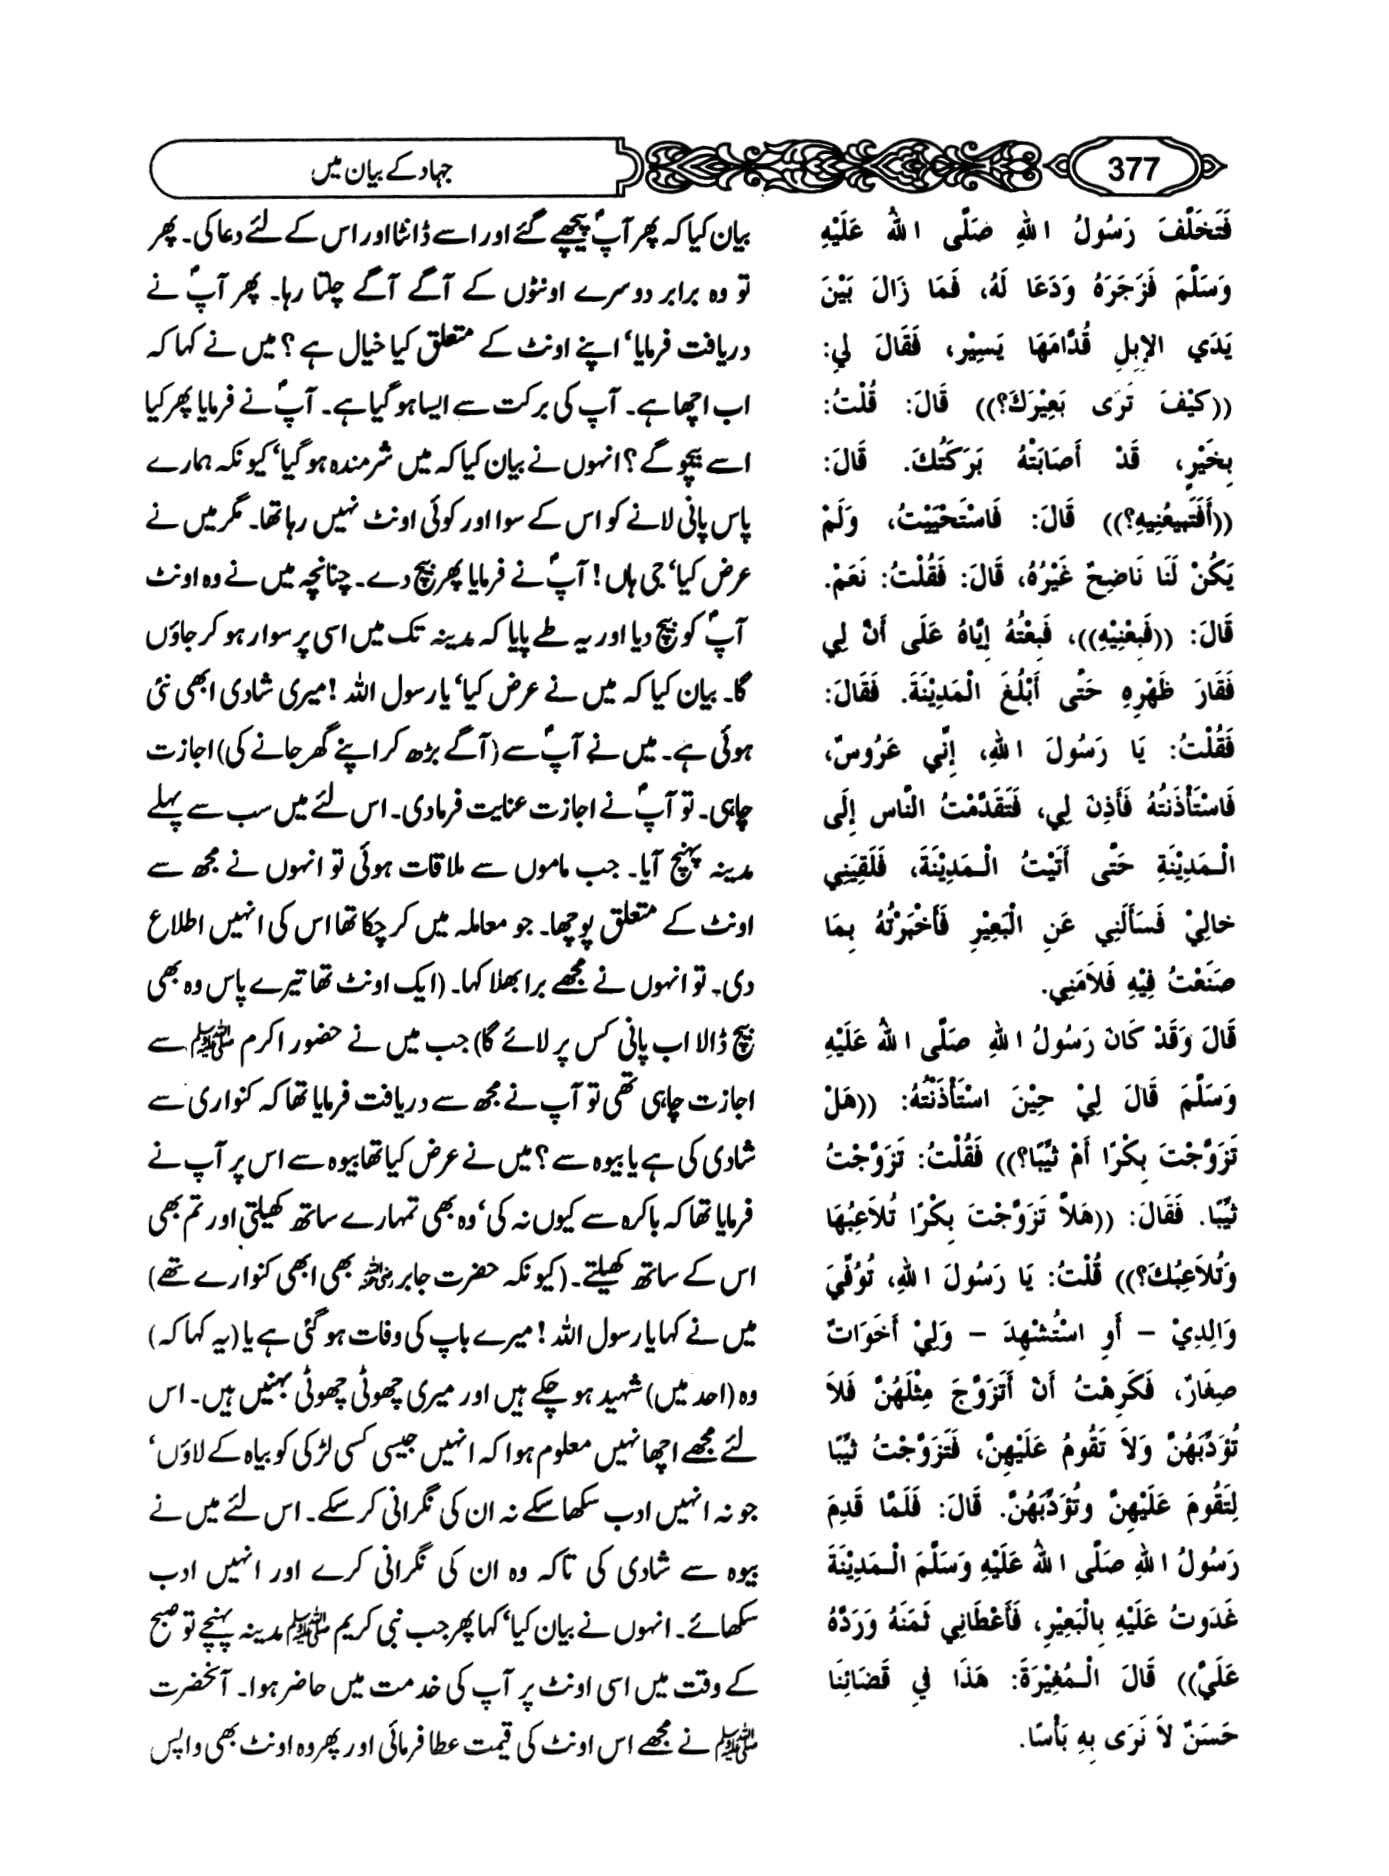 377
جہاد کے بیان میں
فَتَخَلَّفَ رَسُولُ اللهِ صَلَّى اللهُ عَلَيْهِ
وَسَلَّمَ فَزَجَرَهُ وَدَعَا لَهُ، فَمَا زَالَ بَيْنَ
يَدَي الإِبِلِ قُدَّامَهَا يَسِيْر، فَقَالَ لِي:
((كَيْفَ تَرَى بَعِيْرَكَ؟)) قَالَ: قُلْتُ:
بِخَيْرٍ، قَدْ أَصَابَتْهُ بَرَكَتُكَ. قَالَ:
((أَفَتَبِيعُنِيهِ؟)) قَالَ: فَاسْتَحْيَيْتُ، وَلَمْ
يَكُنْ لَنَا نَاضِحٌ غَيْرُهُ، قَالَ: فَقُلْتُ: نَعَمْ.
قَالَ: ((فَبِعْنِيْهِ))، فَبِعْتُهُ إِيَّاهُ عَلَى أَنَّ لِي
فَقَارَ ظَهْرِهِ حَتَّى أَبْلُغَ الْمَدِيْنَةَ. فَقَالَ:
فَقُلْتُ: يَا رَسُولَ اللهِ، إِنِّي عَرُوسٌ،
فَاسْتَأْذَنْتُهُ فَأَذِنَ لِي، فَتَقَدَّمْتُ النَّاس إِلَى
الْـمَدِيْنَةِ حَتَّى أَتَيْتُ الْـمَدِيْنَةَ، فَلَقِيَنِي
خالِيْ فَسَأَلَنِي عَنِ الْبَعِيْرِ فَأَخْبَرْتُهُ بِمَا
صَنَعْتُ فِيْهِ فَلاَمَنِي.
قَالَ وَقَدْ كَانَ رَسُولُ اللهِ صَلَّى اللهُ عَلَيْهِ
وَسَلَّمَ قَالَ لِيْ حِيْنَ اسْتَأْذَنْتُهُ: ((هَلْ
تَزَوَّجْتَ بِكْرًا أَمْ ثَيِّبًا؟)) فَقُلْتُ: تَزَوَّجْتُ
ثَيِّبًا. فَقَالَ: ((هَلاَّ تَزَوَّجْتَ بِكْرًا تُلاَعِبُهَا
وَتُلاَعِبُكَ؟)) قُلْتُ: يَا رَسُولَ اللهِ، تُوُفِّيَ
وَالِدِيْ – أَوِ اسْتُشْهِدَ – وَلِيْ أَخَوَاتٌ
صِغَارٌ، فَكَرِهْتُ أَنْ أَتَزَوَّجَ مِثْلَهُنَّ فَلاَ
تُؤَدِّبَهُنَّ وَلاَ تَقُومُ عَلَيْهِنَّ، فَتَزَوَّجْتُ ثَيِّبًا
لِتَقُومَ عَلَيْهِنَّ وتُؤَدِّبَهُنَّ. قَالَ: فَلَمَّا قَدِمَ
رَسُولُ اللهِ صَلَّى اللهُ عَلَيْهِ وَسَلَّمَ الْـمَدِيْنَةَ
غَدَوتُ عَلَيْهِ بِالْبَعِيْرِ، فَأَعْطَانِي ثَمَنَهُ وَرَدَّهُ
عَلَيَّ)) قَالَ الْـمُغِيْرَةَ: هَذَا فِي قَضَائِنَا
حَسَنٌ لاَ نَرَى بِهِ بَأْسًا.
بیان کیا کہ پھر آپؐ پیچھے گئے اور اسے ڈانٹا اور اس کے لئے دعا کی۔ پھر
تو وہ برابر دوسرے اونٹوں کے آگے آگے چلتا رہا۔ پھر آپؐ نے
دریافت فرمایا‘ اپنے اونٹ کے متعلق کیا خیال ہے؟ میں نے کہا کہ
اب اچھا ہے۔ آپ کی برکت سے ایسا ہو گیا ہے۔ آپؐ نے فرمایا پھر کیا
اسے بیچو گے؟ انہوں نے بیان کیا کہ میں شرمندہ ہو گیا‘ کیونکہ ہمارے
پاس پانی لانے کو اس کے سوا اور کوئی اونٹ نہیں رہا تھا۔ مگر میں نے
عرض کیا‘ جی ہاں! آپؐ نے فرمایا پھر بیچ دے۔ چنانچہ میں نے وہ اونٹ
آپؐ کو بیچ دیا اور یہ طے پایا کہ مدینہ تک میں اسی پر سوار ہو کر جاؤں
گا۔ بیان کیا کہ میں نے عرض کیا‘ یا رسول اللہ! میری شادی ابھی نئی
ہوئی ہے۔ میں نے آپؐ سے (آگے بڑھ کر اپنے گھر جانے کی) اجازت
چاہی۔ تو آپؐ نے اجازت عنایت فرما دی۔ اس لئے میں سب سے پہلے
مدینہ پہنچ آیا۔ جب ماموں سے ملاقات ہوئی تو انہوں نے مجھ سے
اونٹ کے متعلق پوچھا۔ جو معاملہ میں کر چکا تھا اس کی انہیں اطلاع
دی۔ تو انہوں نے مجھے برا بھلا کہا۔ (ایک اونٹ تھا تیرے پاس وہ بھی
بیچ ڈالا اب پانی کس پر لائے گا) جب میں نے حضور اکرم ﷺ سے
اجازت چاہی تھی تو آپ نے مجھ سے دریافت فرمایا تھا کہ کنواری سے
شادی کی ہے یا بیوہ سے؟ میں نے عرض کیا تھا بیوہ سے اس پر آپ نے
فرمایا تھا کہ باکرہ سے کیوں نہ کی‘ وہ بھی تمہارے ساتھ کھیلتی اور تم بھی
اس کے ساتھ کھیلتے۔ (کیونکہ حضرت جابر رضی اللہ عنہ بھی ابھی کنوارے تھے)
میں نے کہا یا رسول اللہ! میرے باپ کی وفات ہو گئی ہے یا (یہ کہا کہ)
وہ (احد میں) شہید ہو چکے ہیں اور میری چھوٹی چھوٹی بہنیں ہیں۔ اس
لئے مجھے اچھا نہیں معلوم ہوا کہ انہیں جیسی کسی لڑکی کو بیاہ کے لاؤں‘
جو نہ انہیں ادب سکھا سکے نہ ان کی نگرانی کر سکے۔ اس لئے میں نے
بیوہ سے شادی کی تاکہ وہ ان کی نگرانی کرے اور انہیں ادب
سکھائے۔ انہوں نے بیان کیا‘ کہا پھر جب نبی کریم ﷺ مدینہ پہنچے تو صبح
کے وقت میں اسی اونٹ پر آپ کی خدمت میں حاضر ہوا۔ آنحضرت
ﷺ نے مجھے اس اونٹ کی قیمت عطا فرمائی اور پھر وہ اونٹ بھی واپس